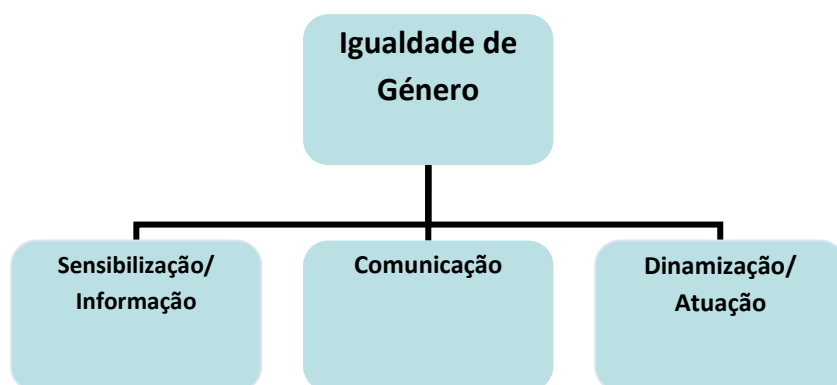 Igualdade de
Género
Sensibilização/
Informação
Comunicação
Dinamização/
Atuação